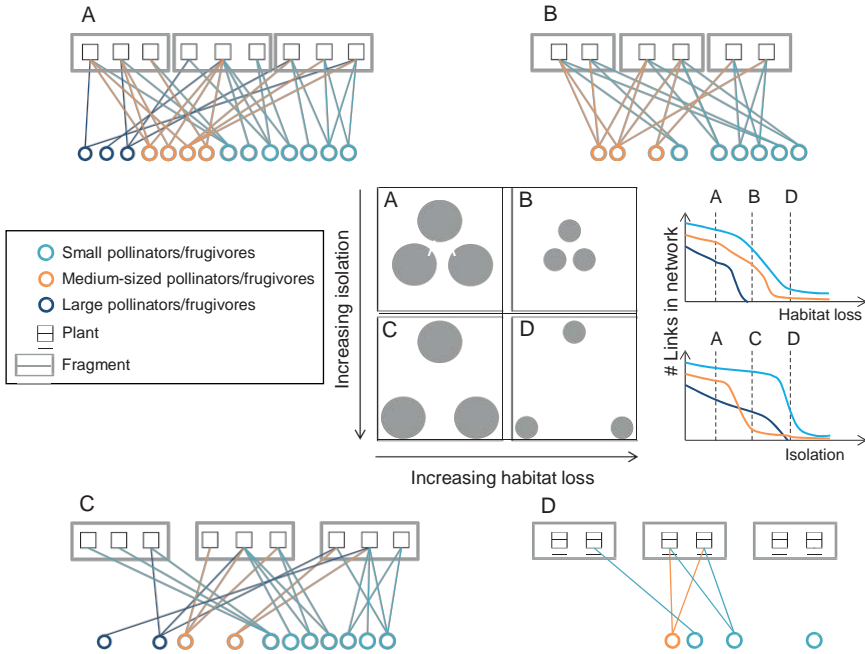 A
B
A
B
C
D
Increasing isolation
Increasing habitat loss
Small pollinators/frugivores
Medium-sized pollinators/frugivores
Large pollinators/frugivores
Plant
Fragment
# Links in network
A B D
Habitat loss
A C D
Isolation
C
D